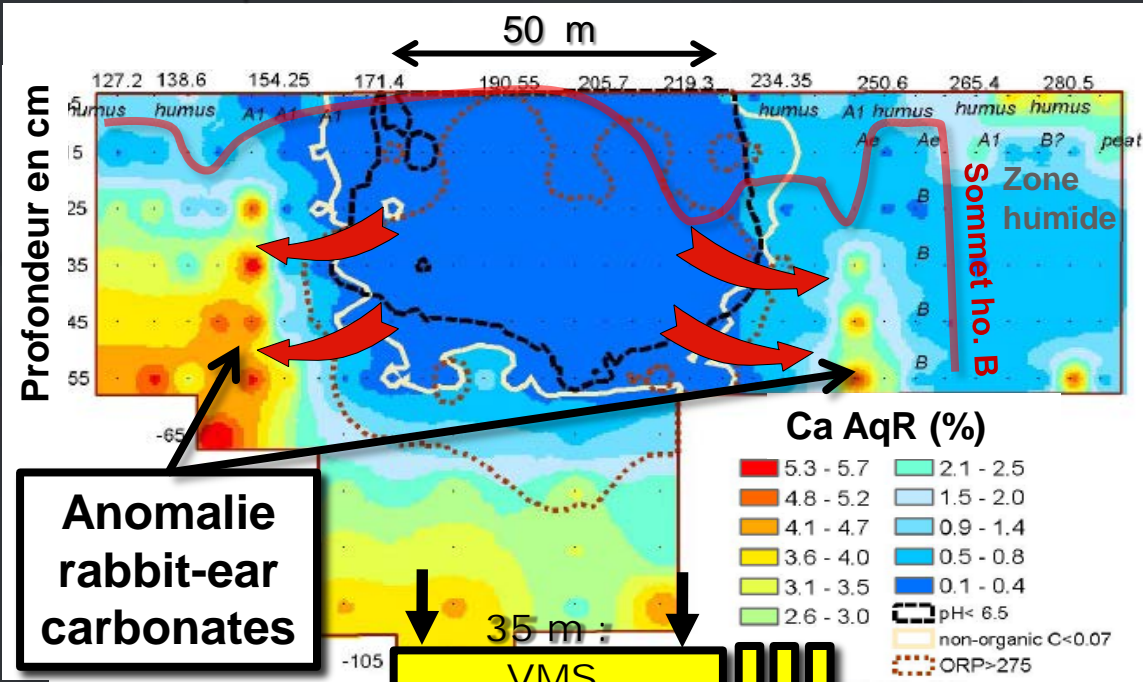 50 m
127.2 138.6 154.25 171.4 190.55 205.7 219.3 234.35 250.6 265.4 280.5
humus humus A1 A1 A1 humus A1 humus humus humus
Ae Ae A1 B? peat
15
25
35
45
55
-65
-105
Profondeur en cm
B
B
B
B
Zone
humide
Sommet ho. B
Anomalie
rabbit-ear
carbonates
Ca AqR (%)
5.3 - 5.7 2.1 - 2.5
4.8 - 5.2 1.5 - 2.0
4.1 - 4.7 0.9 - 1.4
3.6 - 4.0 0.5 - 0.8
3.1 - 3.5 0.1 - 0.4
2.6 - 3.0 pH< 6.5
non-organic C<0.07
ORP>275
35 m :
VMS